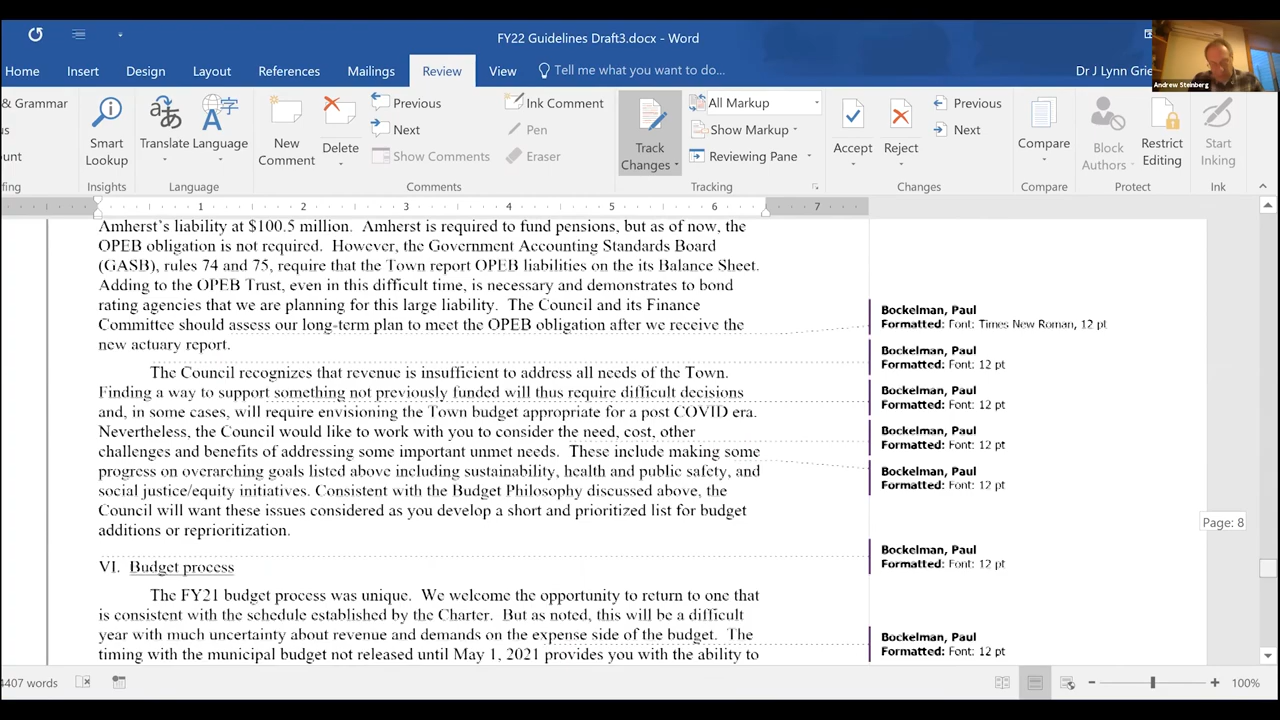 FY22 Guidelines Draft3.docx - Word
Dr J Lynn Grie
Andrew Steinberg
Home Insert Design Layout References Mailings Review View Tell me what you want to do...
& Grammar
Smart Lookup
Insights
Translate Language
Language
New Comment
Delete
Previous
Next
Show Comments
Ink Comment
Pen
Eraser
Comments
Track Changes
All Markup
Show Markup
Reviewing Pane
Tracking
Accept
Reject
Previous
Next
Changes
Compare
Compare
Block Authors
Restrict Editing
Protect
Start Inking
Ink
1 2 3 4 5 6 7
Amherst's liability at $100.5 million. Amherst is required to fund pensions, but as of now, the
OPEB obligation is not required. However, the Government Accounting Standards Board
(GASB), rules 74 and 75, require that the Town report OPEB liabilities on the its Balance Sheet.
Adding to the OPEB Trust, even in this difficult time, is necessary and demonstrates to bond
rating agencies that we are planning for this large liability. The Council and its Finance
Committee should assess our long-term plan to meet the OPEB obligation after we receive the
new actuary report.
The Council recognizes that revenue is insufficient to address all needs of the Town.
Finding a way to support something not previously funded will thus require difficult decisions
and, in some cases, will require envisioning the Town budget appropriate for a post COVID era.
Nevertheless, the Council would like to work with you to consider the need, cost, other
challenges and benefits of addressing some important unmet needs. These include making some
progress on overarching goals listed above including sustainability, health and public safety, and
social justice/equity initiatives. Consistent with the Budget Philosophy discussed above, the
Council will want these issues considered as you develop a short and prioritized list for budget
additions or reprioritization.
VI. Budget process
The FY21 budget process was unique. We welcome the opportunity to return to one that
is consistent with the schedule established by the Charter. But as noted, this will be a difficult
year with much uncertainty about revenue and demands on the expense side of the budget. The
timing with the municipal budget not released until May 1, 2021 provides you with the ability to
Bockelman, Paul
Formatted: Font: Times New Roman, 12 pt
Bockelman, Paul
Formatted: Font: 12 pt
Bockelman, Paul
Formatted: Font: 12 pt
Bockelman, Paul
Formatted: Font: 12 pt
Bockelman, Paul
Formatted: Font: 12 pt
Bockelman, Paul
Formatted: Font: 12 pt
Bockelman, Paul
Formatted: Font: 12 pt
Page: 8
4407 words
100%